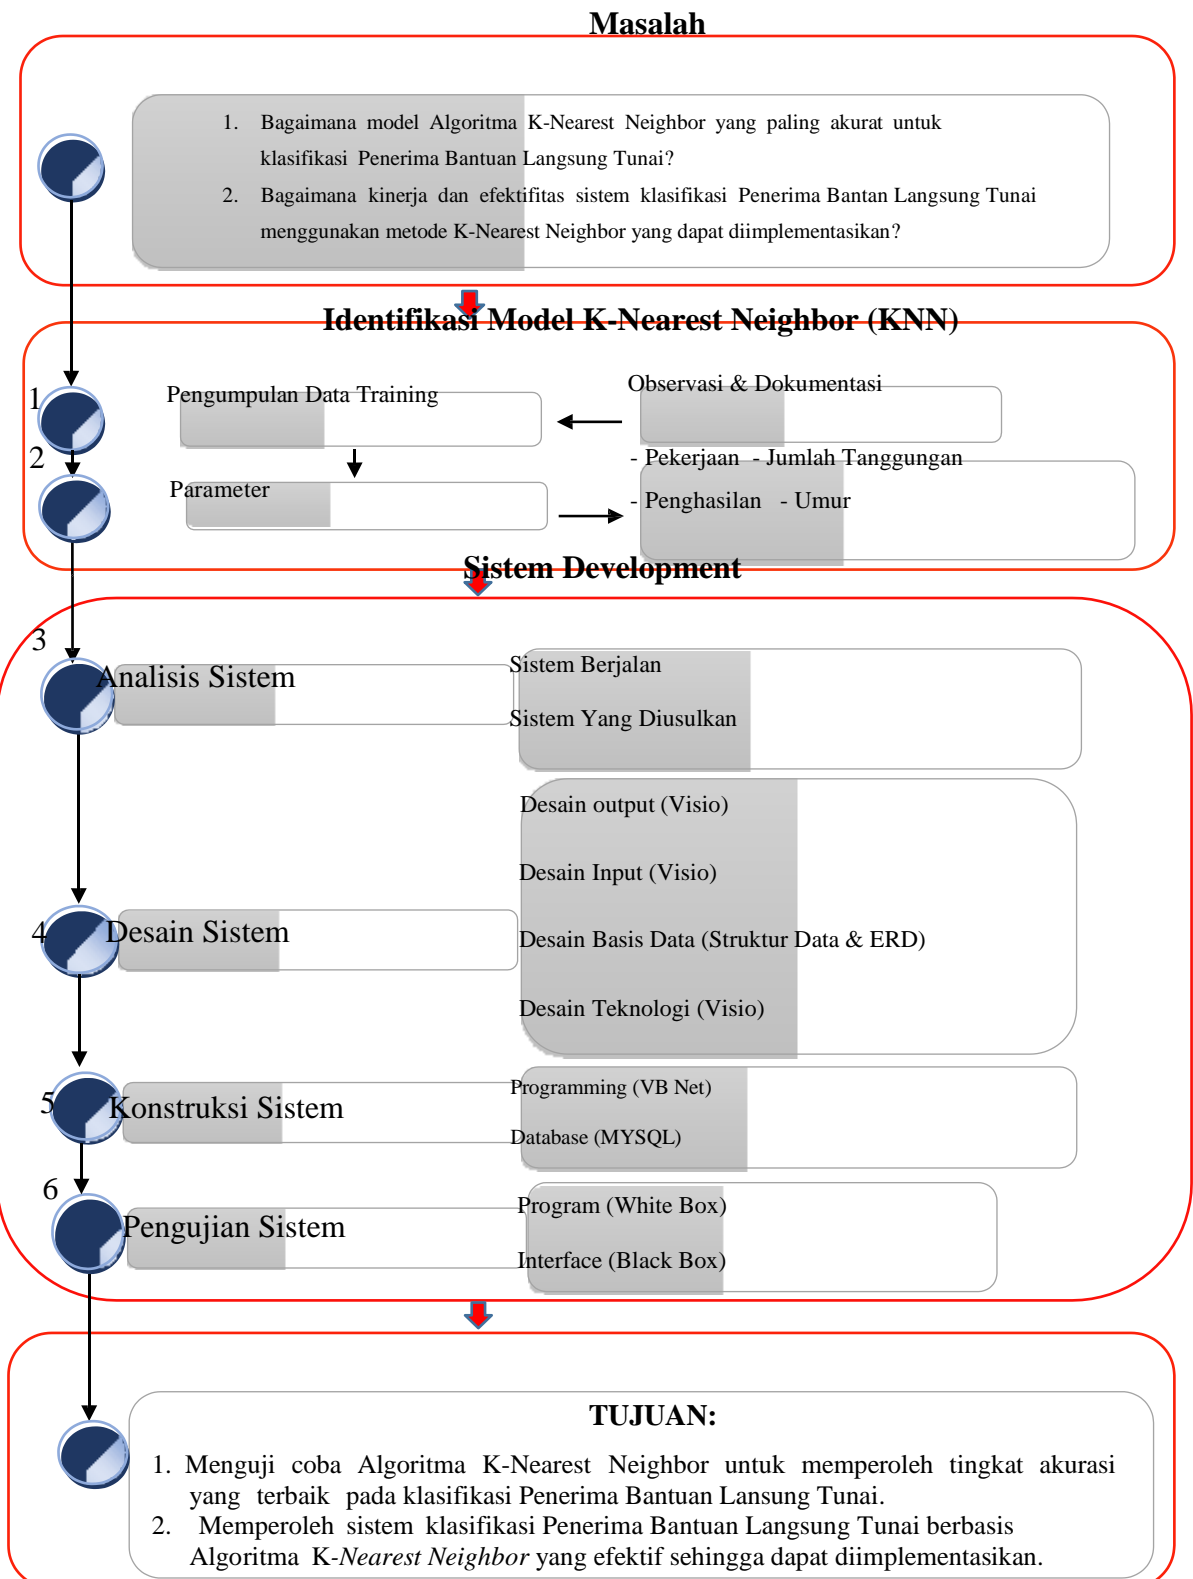 Masalah
1. Bagaimana model Algoritma K-Nearest Neighbor yang paling akurat untuk
klasifikasi Penerima Bantuan Langsung Tunai?
2. Bagaimana kinerja dan efektifitas sistem klasifikasi Penerima Bantan Langsung Tunai
menggunakan metode K-Nearest Neighbor yang dapat diimplementasikan?
Identifikasi Model K-Nearest Neighbor (KNN)
1
Pengumpulan Data Training
Observasi & Dokumentasi
2
Parameter
- Pekerjaan - Jumlah Tanggungan
- Penghasilan - Umur
Sistem Development
3
Analisis Sistem
Sistem Berjalan
Sistem Yang Diusulkan
4
Desain Sistem
Desain output (Visio)
Desain Input (Visio)
Desain Basis Data (Struktur Data & ERD)
Desain Teknologi (Visio)
5
Konstruksi Sistem
Programming (VB Net)
Database (MYSQL)
6
Pengujian Sistem
Program (White Box)
Interface (Black Box)
TUJUAN:
1. Menguji coba Algoritma K-Nearest Neighbor untuk memperoleh tingkat akurasi
yang terbaik pada klasifikasi Penerima Bantuan Lansung Tunai.
2. Memperoleh sistem klasifikasi Penerima Bantuan Langsung Tunai berbasis
Algoritma K-Nearest Neighbor yang efektif sehingga dapat diimplementasikan.